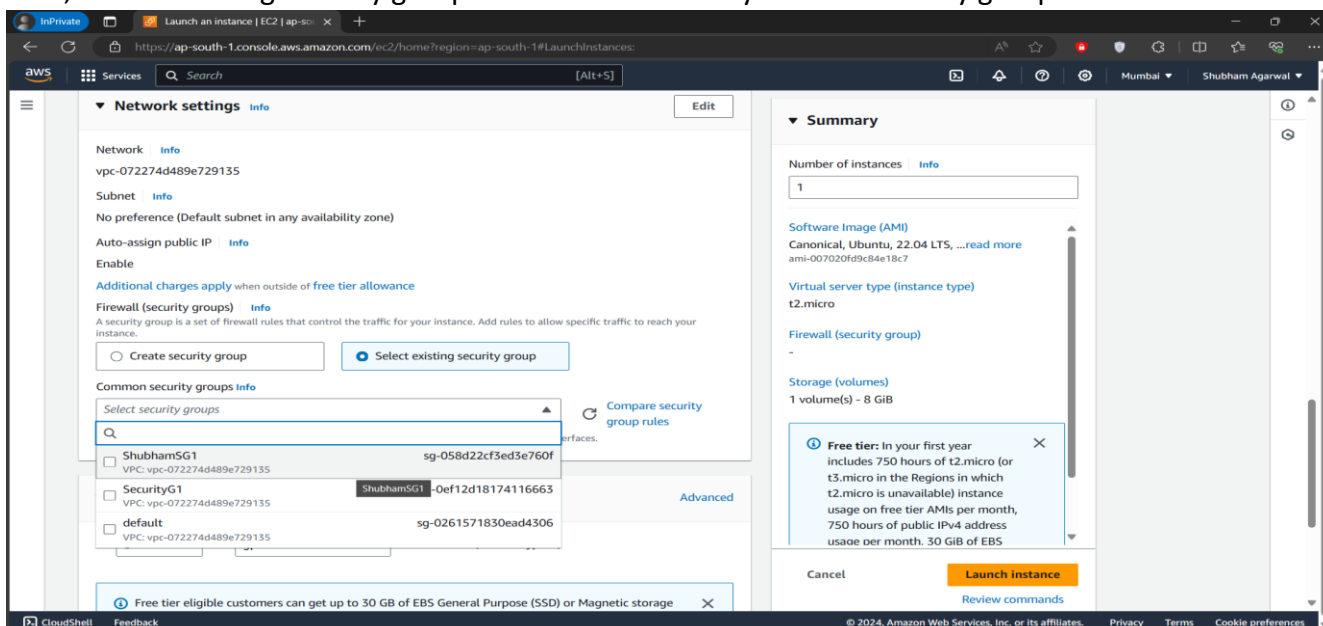 InPrivate
Launch an instance | EC2 | ap-sou
https://ap-south-1.console.aws.amazon.com/ec2/home?region=ap-south-1#LaunchInstances:
aws
Services
Search
[Alt+S]
Mumbai
Shubham Agarwal
Network settings Info
Edit
Network Info
vpc-072274d489e729135
Subnet Info
No preference (Default subnet in any availability zone)
Auto-assign public IP Info
Enable
Additional charges apply when outside of free tier allowance
Firewall (security groups) Info
A security group is a set of firewall rules that control the traffic for your instance. Add rules to allow specific traffic to reach your
instance.
Create security group
Select existing security group
Common security groups Info
Select security groups
Compare security
group rules
erfaces.
ShubhamSG1 sg-058d22cf3ed3e760f
VPC: vpc-072274d489e729135
SecurityG1 ShubhamSG1 -0ef12d18174116663
VPC: vpc-072274d489e729135
default sg-0261571830ead4306
VPC: vpc-072274d489e729135
Advanced
Free tier eligible customers can get up to 30 GB of EBS General Purpose (SSD) or Magnetic storage
Summary
Number of instances Info
1
Software Image (AMI)
Canonical, Ubuntu, 22.04 LTS, ...read more
ami-007020fd9c84e18c7
Virtual server type (instance type)
t2.micro
Firewall (security group)
-
Storage (volumes)
1 volume(s) - 8 GiB
Free tier: In your first year
includes 750 hours of t2.micro (or
t3.micro in the Regions in which
t2.micro is unavailable) instance
usage on free tier AMIs per month,
750 hours of public IPv4 address
usage per month, 30 GiB of EBS
Cancel
Launch instance
Review commands
CloudShell Feedback
© 2024, Amazon Web Services, Inc. or its affiliates. Privacy Terms Cookie preferences